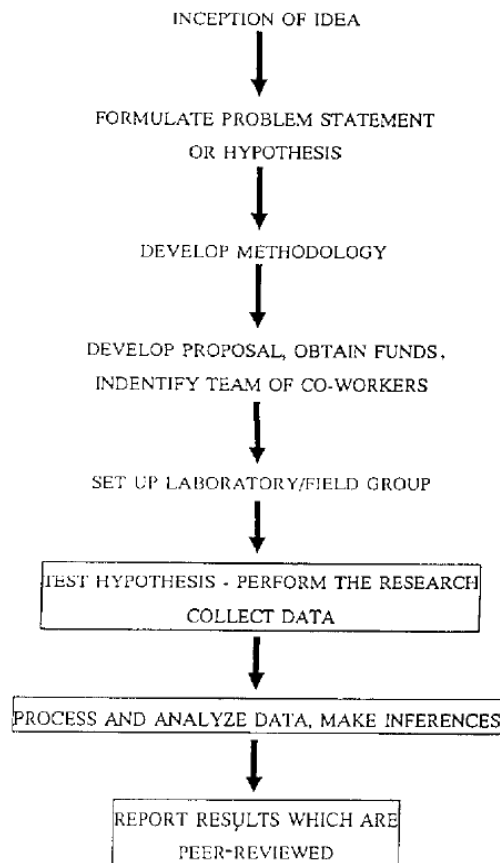 INCEPTION OF IDEA
FORMULATE PROBLEM STATEMENT
OR HYPOTHESIS
DEVELOP METHODOLOGY
DEVELOP PROPOSAL, OBTAIN FUNDS,
INDENTIFY TEAM OF CO-WORKERS
SET UP LABORATORY/FIELD GROUP
TEST HYPOTHESIS - PERFORM THE RESEARCH
COLLECT DATA
PROCESS AND ANALYZE DATA, MAKE INFERENCES
REPORT RESULTS WHICH ARE
PEER-REVIEWED